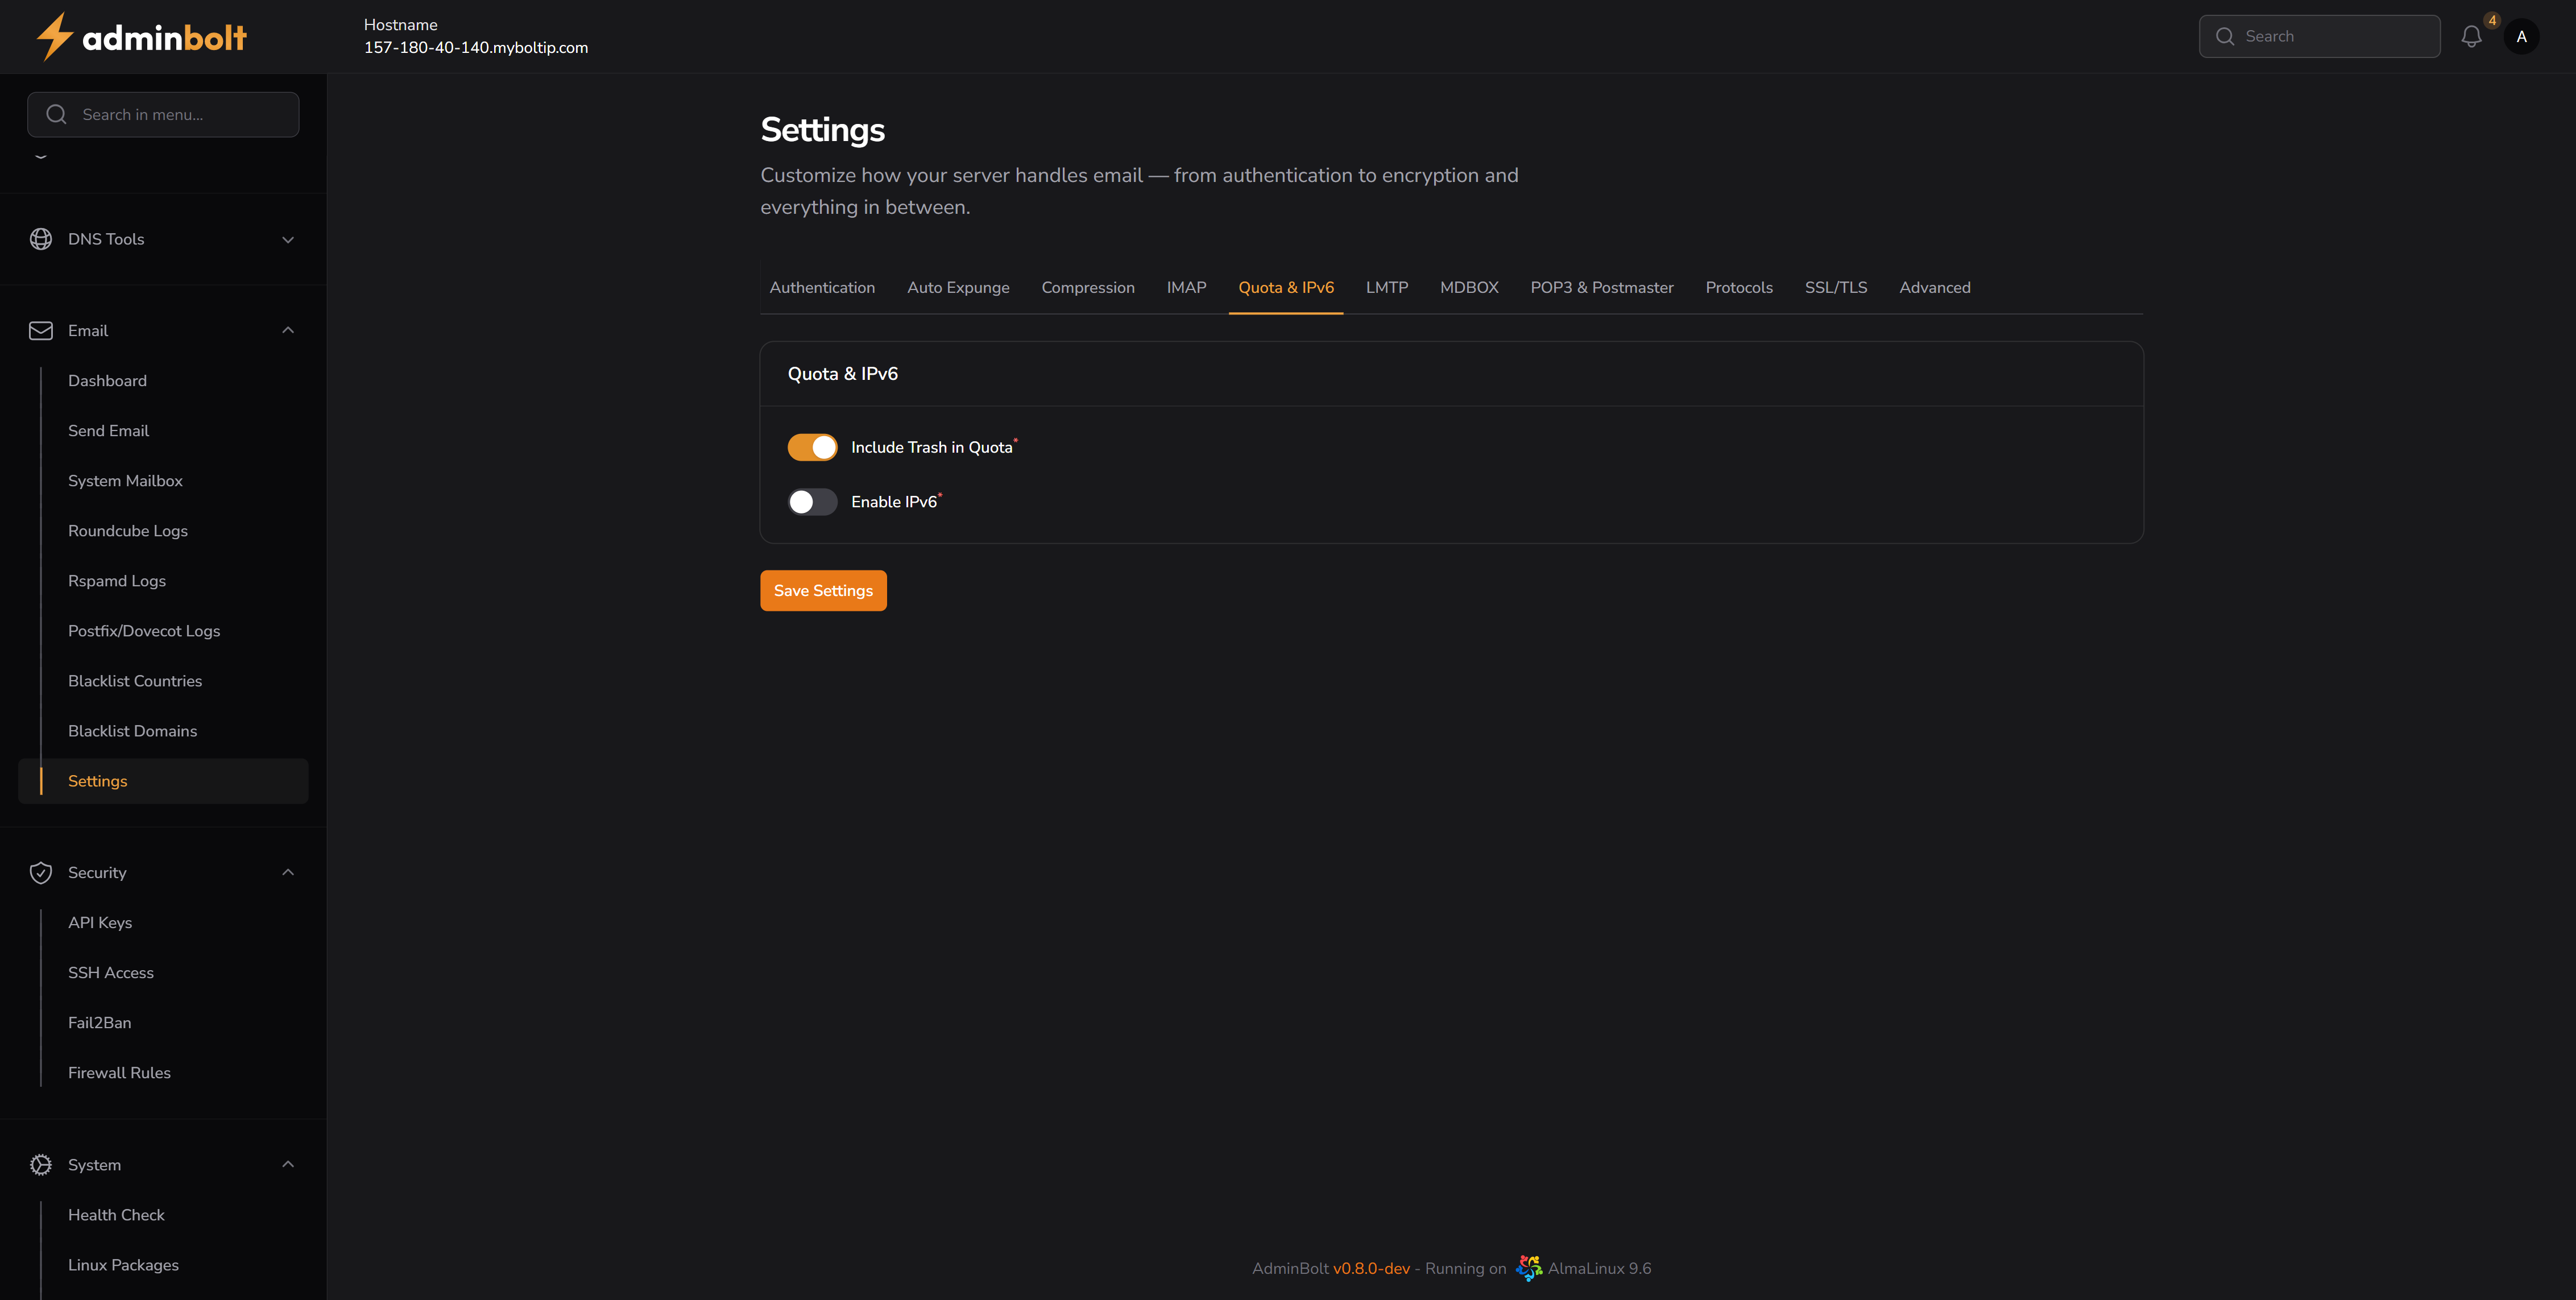 adminbolt
Hostname
157-180-40-140.myboltip.com
Search
4
A
Search in menu...
DNS Tools
Email
Dashboard
Send Email
System Mailbox
Roundcube Logs
Rspamd Logs
Postfix/Dovecot Logs
Blacklist Countries
Blacklist Domains
Settings
Security
API Keys
SSH Access
Fail2Ban
Firewall Rules
System
Health Check
Linux Packages
Settings
Customize how your server handles email — from authentication to encryption and
everything in between.
Authentication Auto Expunge Compression IMAP Quota & IPv6 LMTP MDBOX POP3 & Postmaster Protocols SSL/TLS Advanced
Quota & IPv6
Include Trash in Quota*
Enable IPv6*
Save Settings
AdminBolt v0.8.0-dev - Running on AlmaLinux 9.6